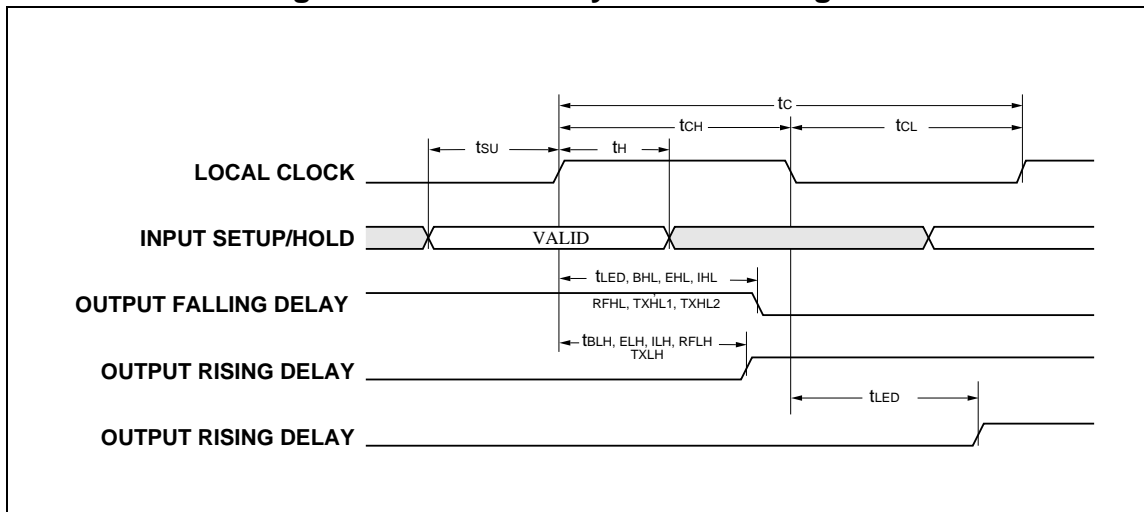 tC
tCH tCL
tSU tH
LOCAL CLOCK
INPUT SETUP/HOLD VALID
tLED, BHL, EHL, IHL
OUTPUT FALLING DELAY RFHL, TXHL1, TXHL2
tBLH, ELH, ILH, RFLH
TXLH
OUTPUT RISING DELAY
tLED
OUTPUT RISING DELAY